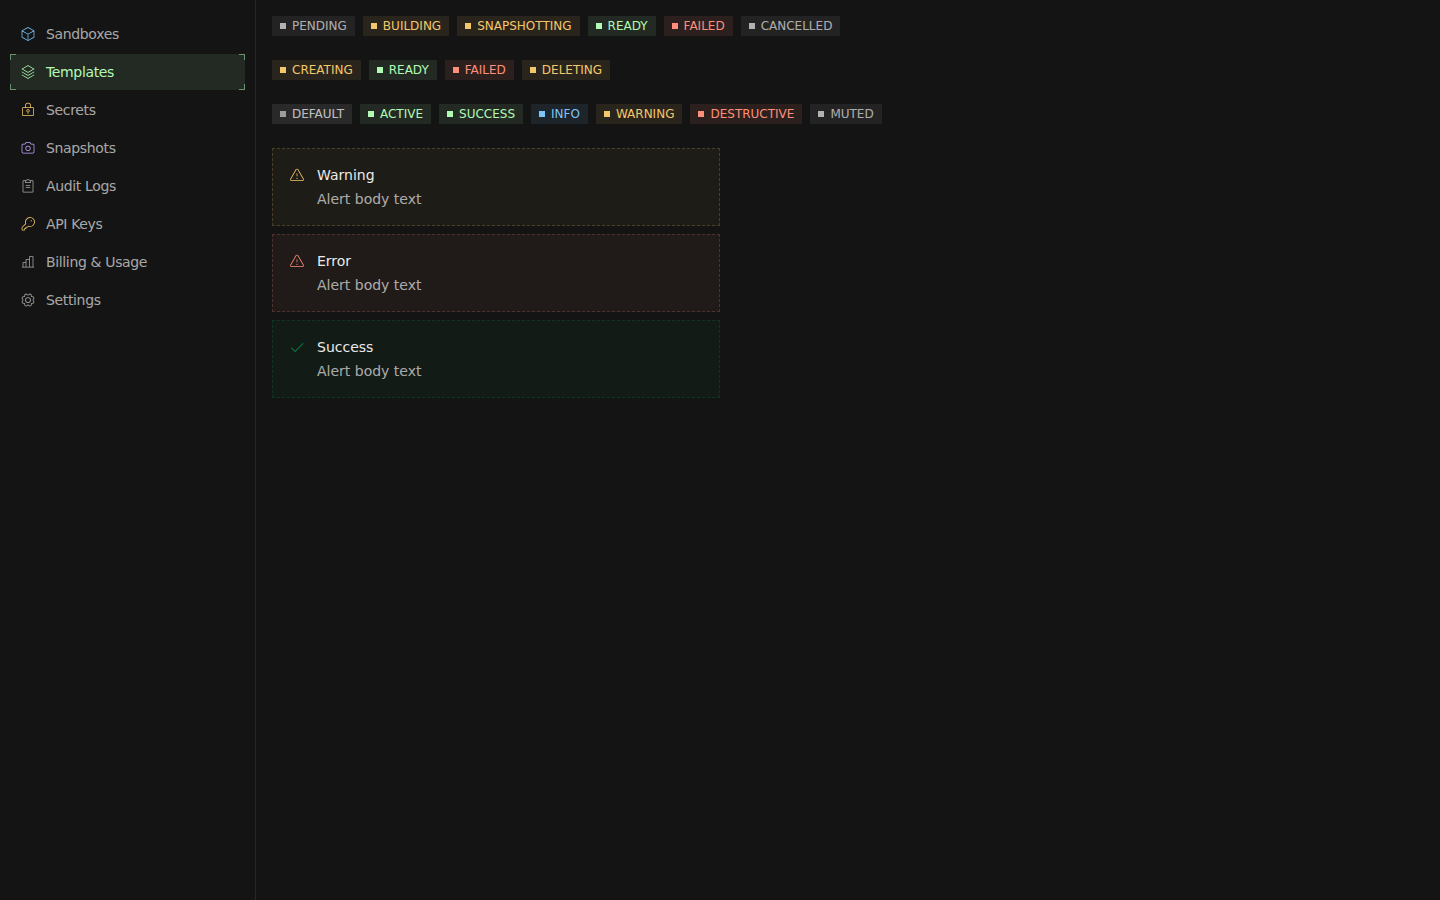 Sandboxes
Templates
Secrets
Snapshots
Audit Logs
API Keys
Billing & Usage
Settings
PENDING BUILDING SNAPSHOTTING READY FAILED CANCELLED
CREATING READY FAILED DELETING
DEFAULT ACTIVE SUCCESS INFO WARNING DESTRUCTIVE MUTED
Warning
Alert body text
Error
Alert body text
Success
Alert body text